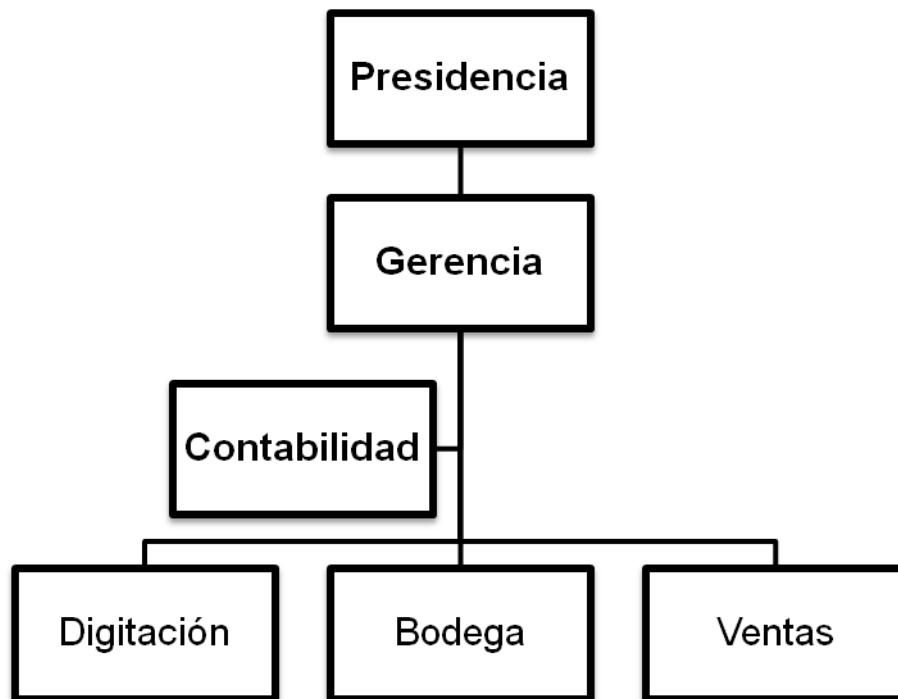 Presidencia
Gerencia
Contabilidad
Digitación
Bodega
Ventas